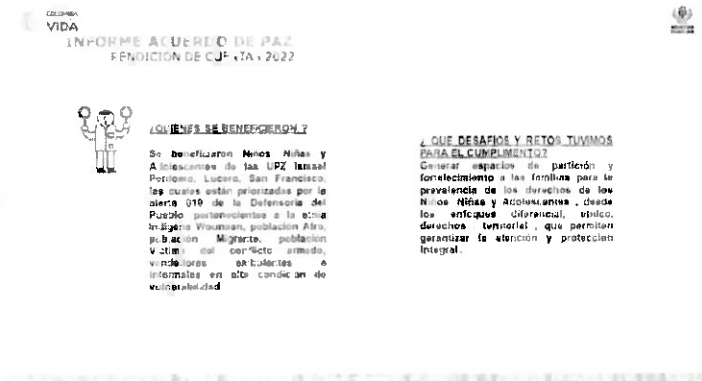 COLOMBIA
VIDA
INFORME ACUERDO DE PAZ
RENDICION DE CUENTAS 2022
¿QUIENES SE BENEFICIERON ?
Se beneficiaron Niños Niñas y
Adolescentes de las UPZ Ismael
Perdomo, Lucero, San Francisco,
las cuales están priorizadas por la
alerta 019 de la Defensoría del
Pueblo pertenecientes a la etnia
Indígena Wounaan, población Afro,
población Migrante, población
Victima del conflicto armado,
vendedores ambulantes e
informales en alta condición de
vulnerabilidad
¿ QUE DESAFIOS Y RETOS TUVIMOS
PARA EL CUMPLIMENTO?
Generar espacios de partición y
fortalecimiento a las familias para la
prevalencia de los derechos de los
Niños Niñas y Adolescentes , desde
los enfoques diferencial, étnico,
derechos territorial , que permiten
garantizar la atención y protección
Integral.